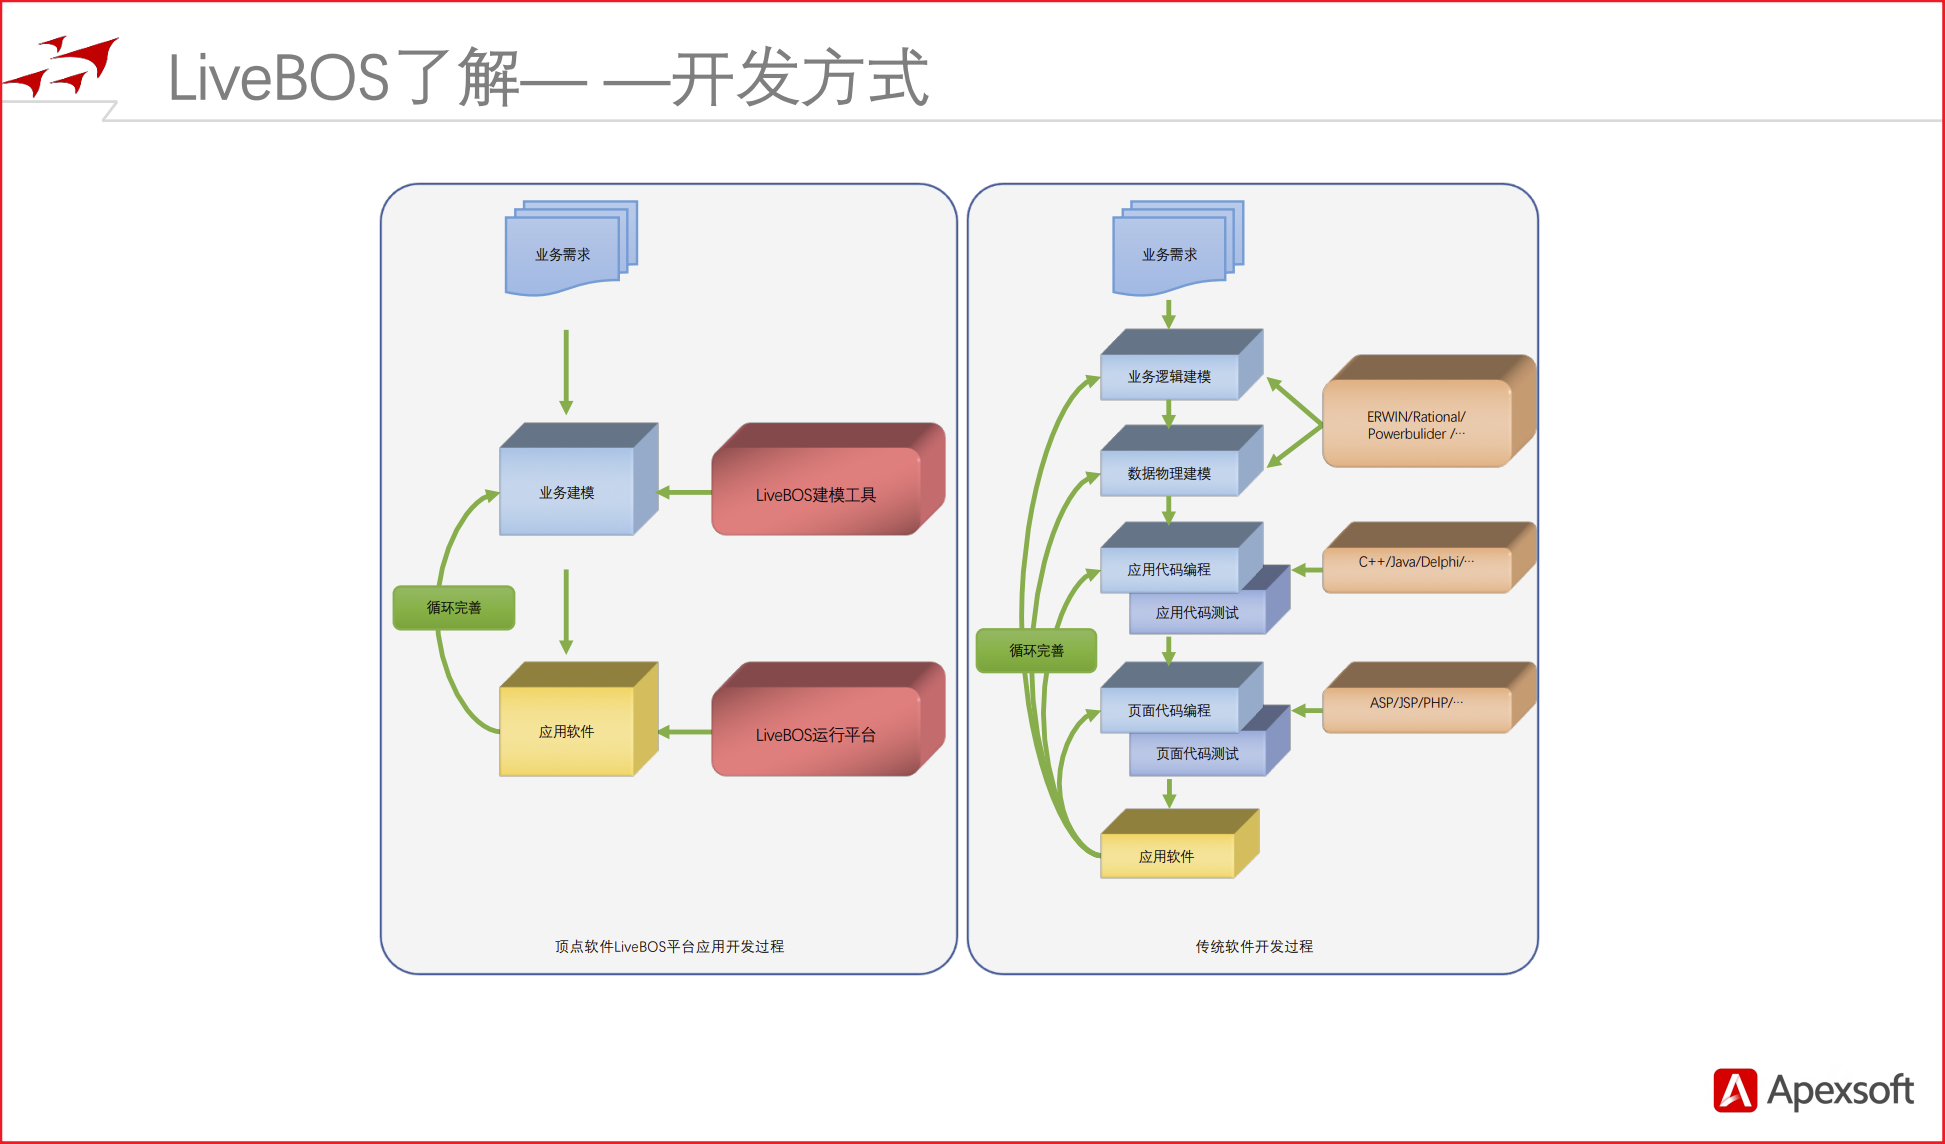 LiveBOS了解— —开发方式
业务需求
业务建模
LiveBOS建模工具
循环完善
应用软件
LiveBOS运行平台
顶点软件LiveBOS平台应用开发过程
业务需求
业务逻辑建模
ERWIN/Rational/
Powerbulider /…
数据物理建模
应用代码编程
C++/Java/Delphi/…
应用代码测试
循环完善
页面代码编程
ASP/JSP/PHP/…
页面代码测试
应用软件
传统软件开发过程
Apexsoft